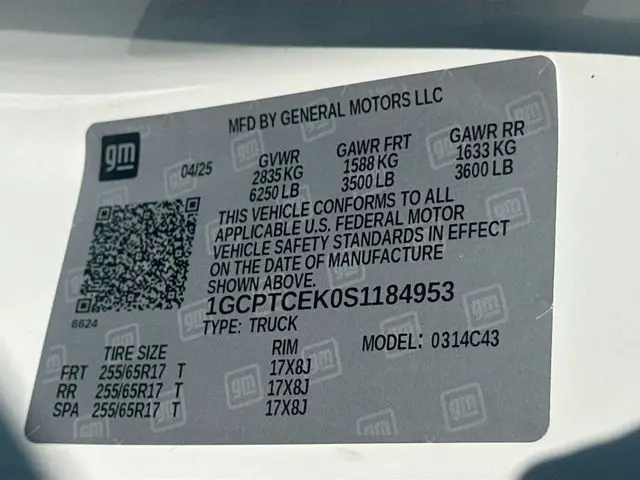 MFD BY GENERAL MOTORS LLC
gm
04/25 GVWR GAWR FRT GAWR RR
2835 KG 1588 KG 1633 KG
6250 LB 3500 LB 3600 LB
THIS VEHICLE CONFORMS TO ALL
APPLICABLE U.S. FEDERAL MOTOR
VEHICLE SAFETY STANDARDS IN EFFECT
ON THE DATE OF MANUFACTURE
SHOWN ABOVE.
1GCPTCEK0S1184953
8624
TYPE: TRUCK
TIRE SIZE RIM MODEL: 0314C43
FRT 255/65R17 T 17X8J
RR 255/65R17 T 17X8J
SPA 255/65R17 T 17X8J